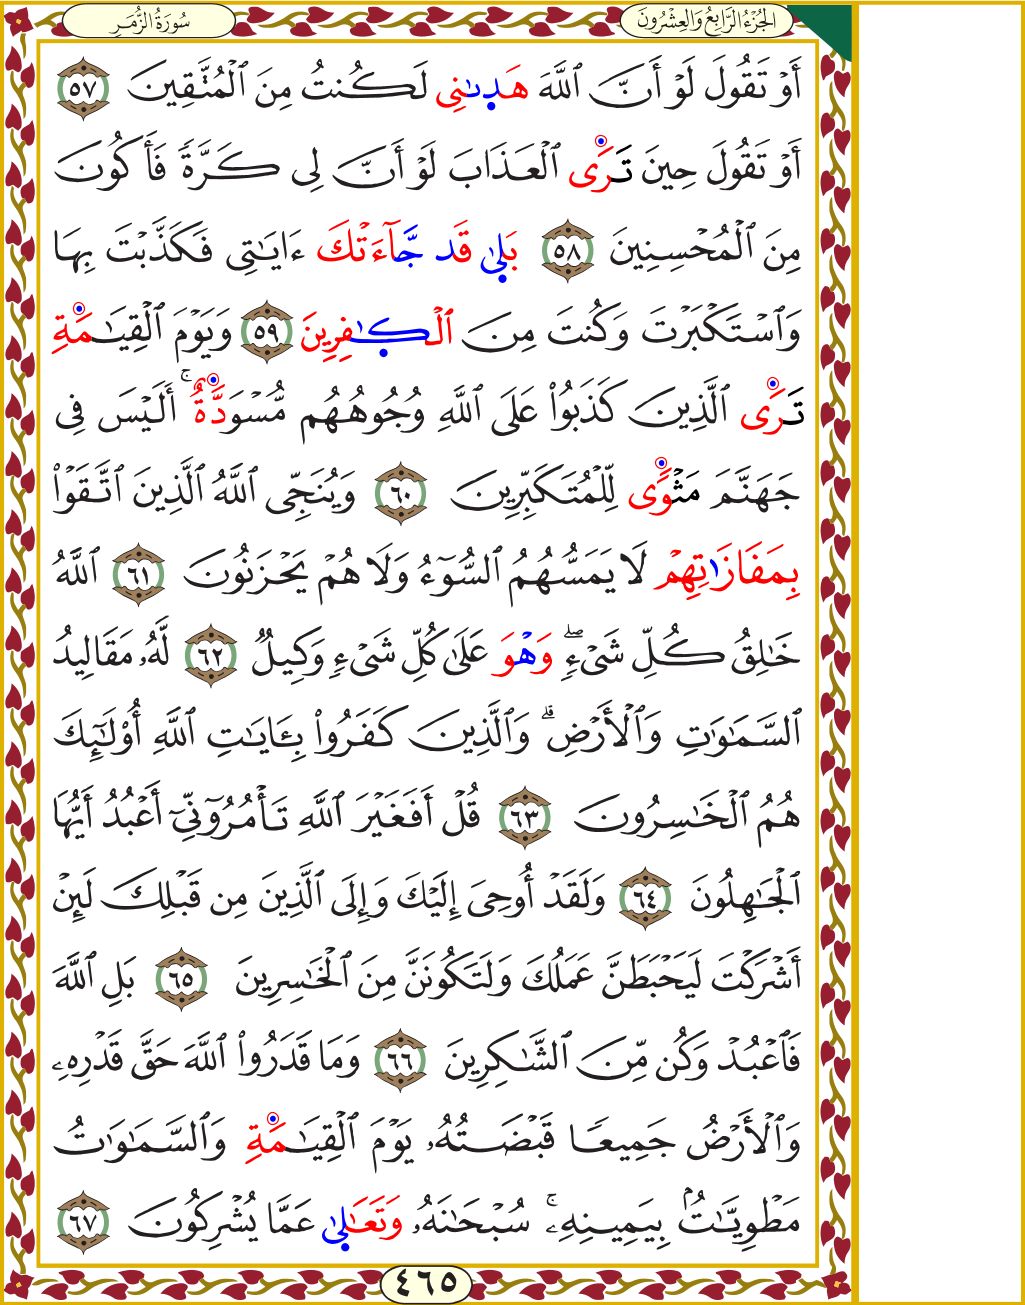 الجُزْءُ الرَّابِعُ وَالعِشْرُونَ
سُورَةُ الزُّمَرِ
أَوْ تَقُولَ لَوْ أَنَّ ٱللَّهَ هَدِىٰنِى لَكُنتُ مِنَ ٱلْمُتَّقِينَ ٥٧
أَوْ تَقُولَ حِينَ تَرَى ٱلْعَذَابَ لَوْ أَنَّ لِى كَرَّةً فَأَكُونَ
مِنَ ٱلْمُحْسِنِينَ ٥٨ بَلِىٰ قَد جَّآءَتْكَ ءَايَـٰتِى فَكَذَّبْتَ بِهَا
وَٱسْتَكْبَرْتَ وَكُنتَ مِنَ ٱلْكَـٰفِرِينَ ٥٩ وَيَوْمَ ٱلْقِيَـٰمَةِ
تَرَى ٱلَّذِينَ كَذَبُوا۟ عَلَى ٱللَّهِ وُجُوهُهُم مُّسْوَدَّةٌ ۚ أَلَيْسَ فِى
جَهَنَّمَ مَثْوًى لِّلْمُتَكَبِّرِينَ ٦٠ وَيُنَجِّى ٱللَّهُ ٱلَّذِينَ ٱتَّقَوْا۟
بِمَفَازَاتِهِمْ لَا يَمَسُّهُمُ ٱلسُّوٓءُ وَلَا هُمْ يَحْزَنُونَ ٦١ ٱللَّهُ
خَـٰلِقُ كُلِّ شَىْءٍ ۖ وَهْوَ عَلَىٰ كُلِّ شَىْءٍ وَكِيلٌ ٦٢ لَّهُۥ مَقَالِيدُ
ٱلسَّمَـٰوَٰتِ وَٱلْأَرْضِ ۗ وَٱلَّذِينَ كَفَرُوا۟ بِـَٔايَـٰتِ ٱللَّهِ أُو۟لَـٰٓئِكَ
هُمُ ٱلْخَـٰسِرُونَ ٦٣ قُلْ أَفَغَيْرَ ٱللَّهِ تَأْمُرُوٓنِّىٓ أَعْبُدُ أَيُّهَا
ٱلْجَـٰهِلُونَ ٦٤ وَلَقَدْ أُوحِىَ إِلَيْكَ وَإِلَى ٱلَّذِينَ مِن قَبْلِكَ لَئِنْ
أَشْرَكْتَ لَيَحْبَطَنَّ عَمَلُكَ وَلَتَكُونَنَّ مِنَ ٱلْخَـٰسِرِينَ ٦٥ بَلِ ٱللَّهَ
فَٱعْبُدْ وَكُن مِّنَ ٱلشَّـٰكِرِينَ ٦٦ وَمَا قَدَرُوا۟ ٱللَّهَ حَقَّ قَدْرِهِۦ
وَٱلْأَرْضُ جَمِيعًا قَبْضَتُهُۥ يَوْمَ ٱلْقِيَـٰمَةِ وَٱلسَّمَـٰوَٰتُ
مَطْوِيَّـٰتٌۢ بِيَمِينِهِۦ ۚ سُبْحَـٰنَهُۥ وَتَعَـٰلِىٰ عَمَّا يُشْرِكُونَ ٦٧
٤٦٥